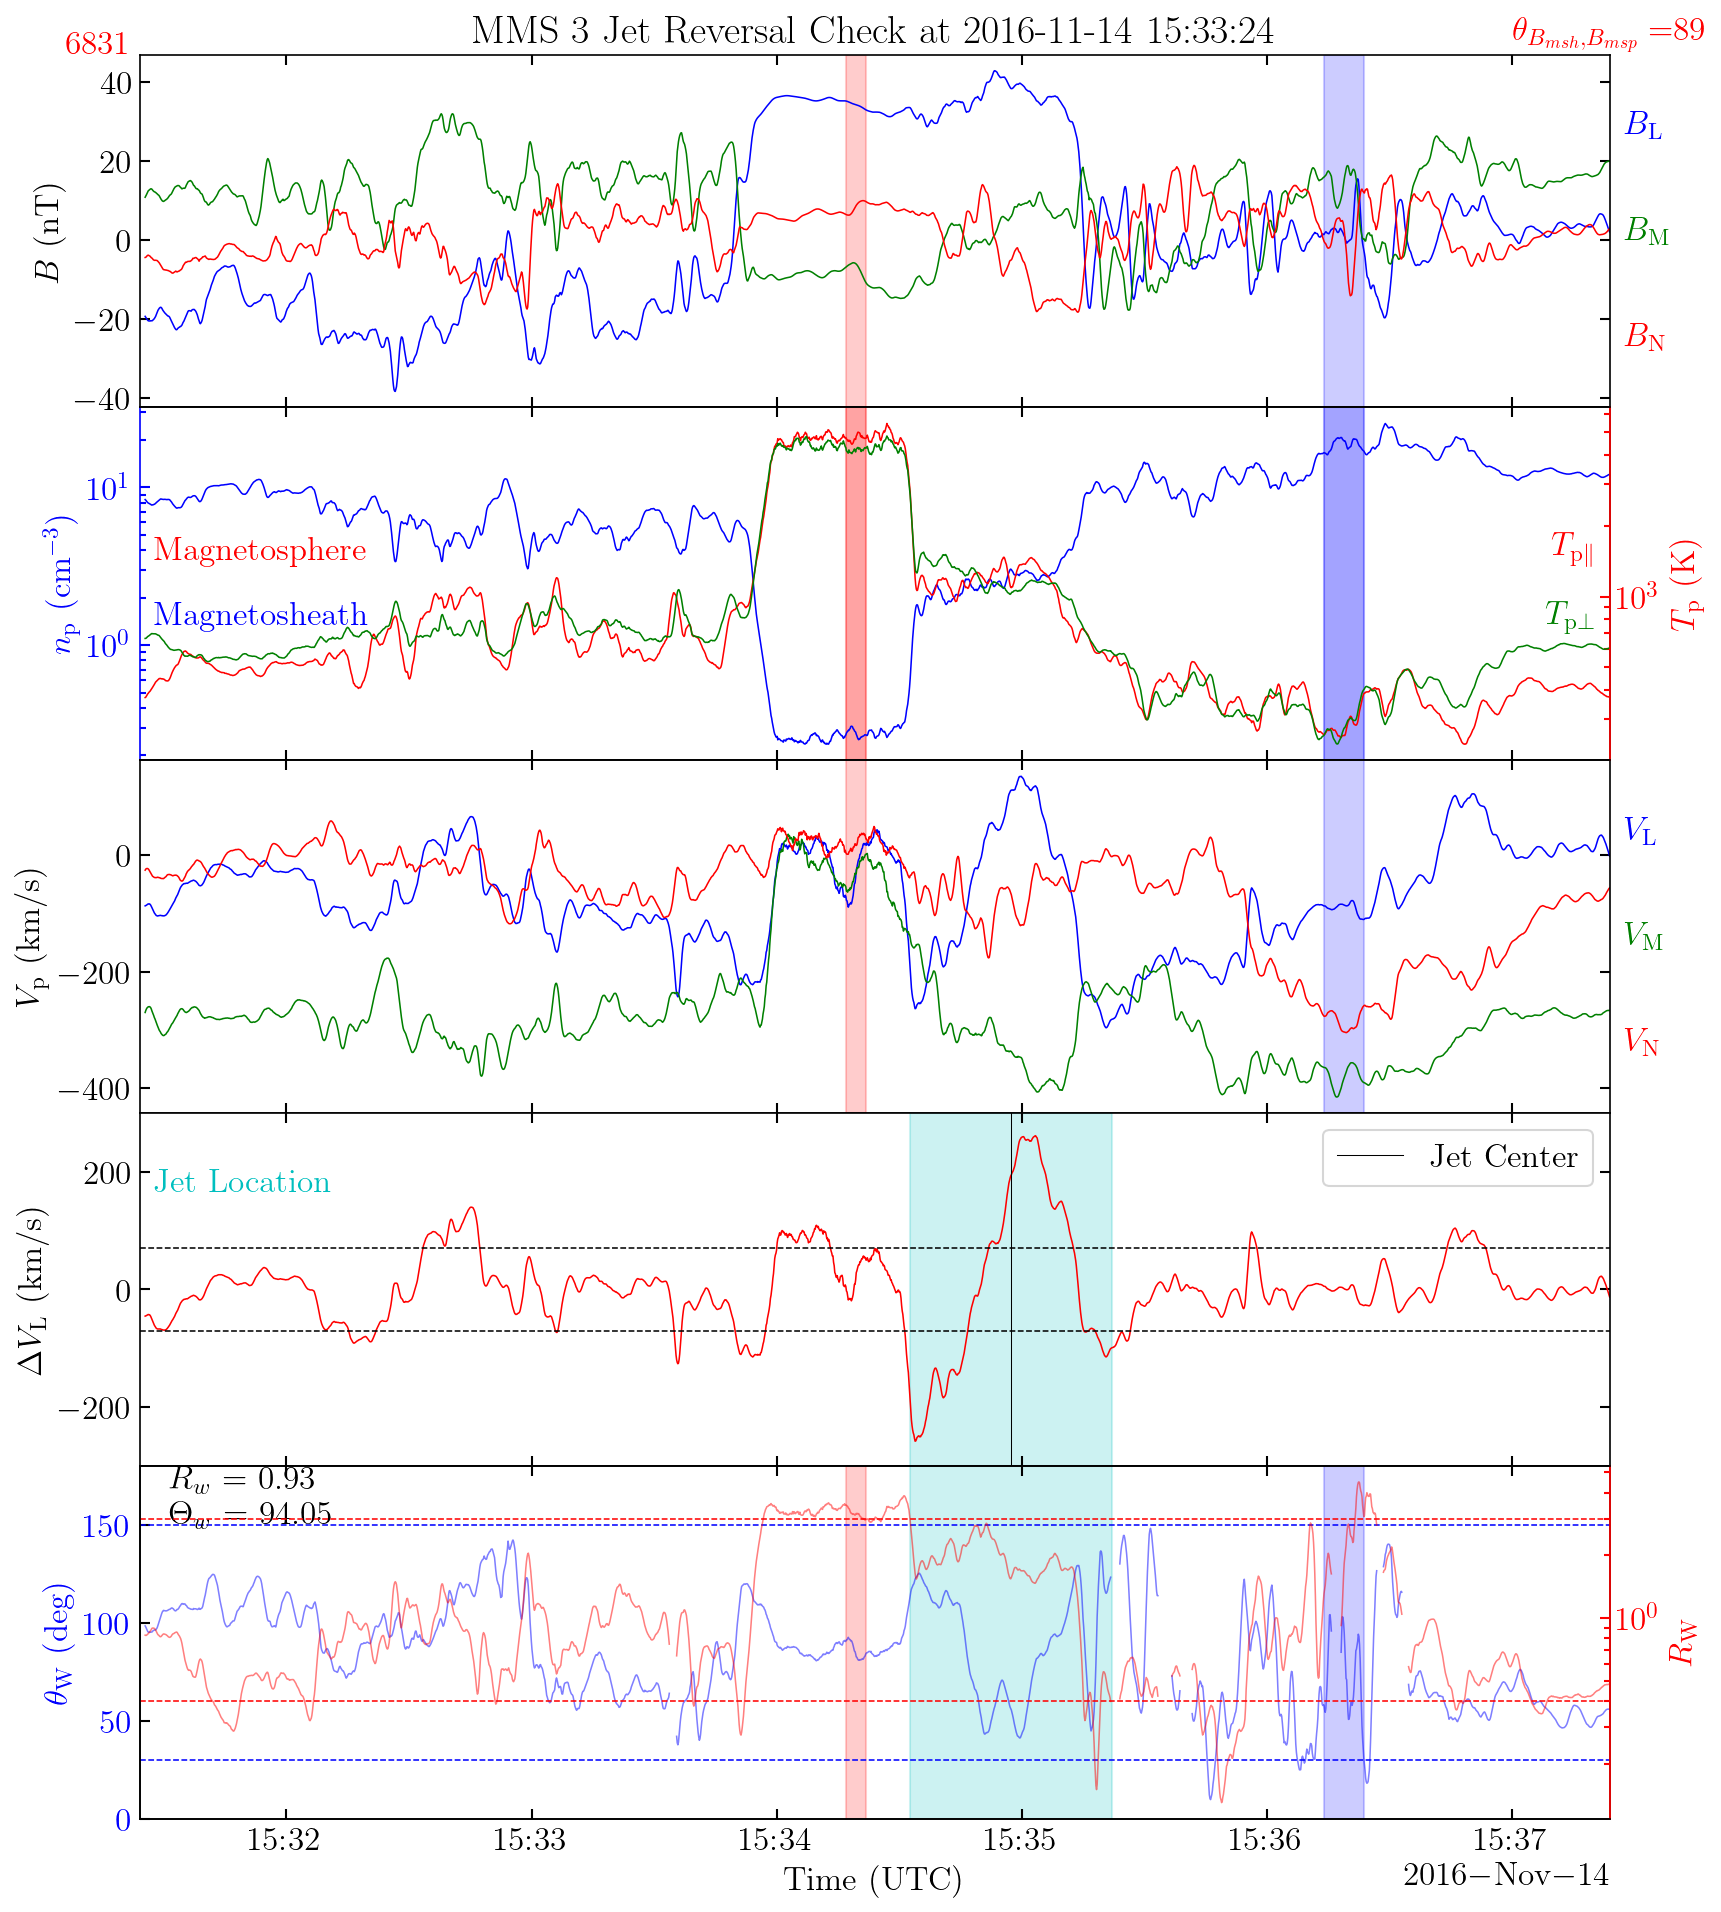 MMS 3 Jet Reversal Check at 2016-11-14 15:33:24
6831
θ_{B_{msh},B_{msp}} =89
40
20
0
−20
−40
B (nT)
B_L
B_M
B_N
10^1
10^0
n_p (cm^{−3})
Magnetosphere
Magnetosheath
T_{p∥}
T_{p⊥}
10^3
T_p (K)
0
−200
−400
V_p (km/s)
V_L
V_M
V_N
200
0
−200
ΔV_L (km/s)
Jet Location
Jet Center
R_w = 0.93
Θ_w = 94.05
150
100
50
0
θ_W (deg)
10^0
R_W
15:32
15:33
15:34
15:35
15:36
15:37
Time (UTC)
2016−Nov−14